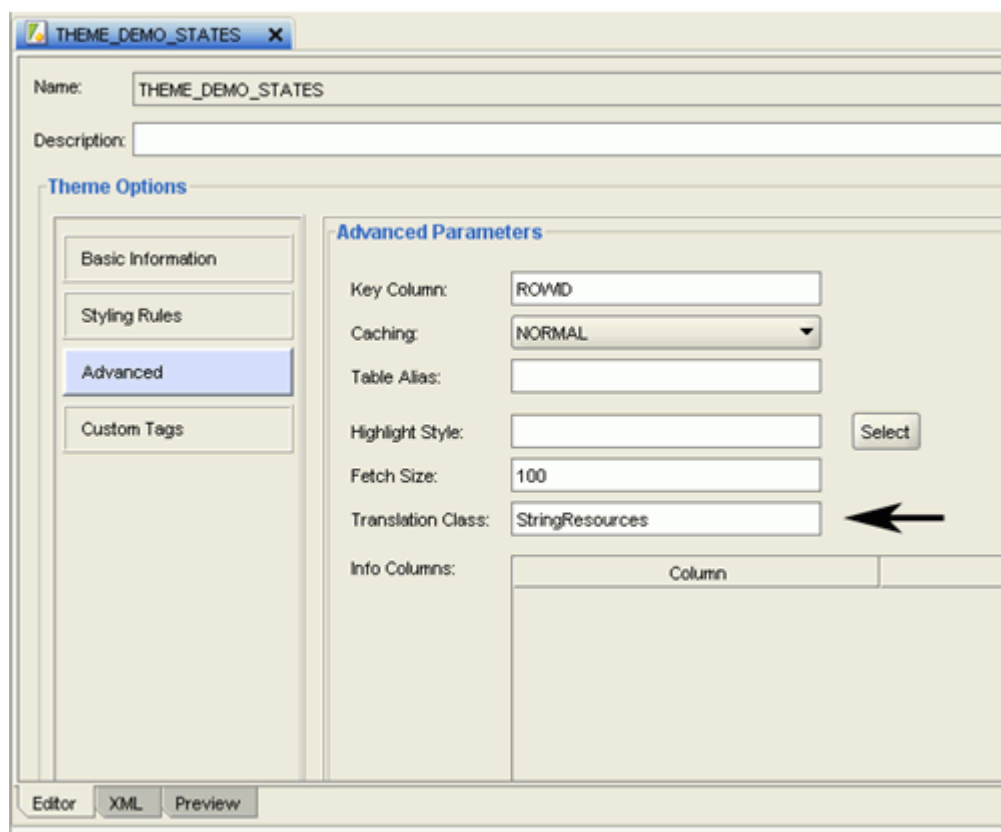 THEME_DEMO_STATES
Name: THEME_DEMO_STATES
Description:
Theme Options
Basic Information
Styling Rules
Advanced
Custom Tags
Advanced Parameters
Key Column: ROWID
Caching: NORMAL
Table Alias:
Highlight Style: Select
Fetch Size: 100
Translation Class: StringResources
Info Columns: Column
Editor XML Preview